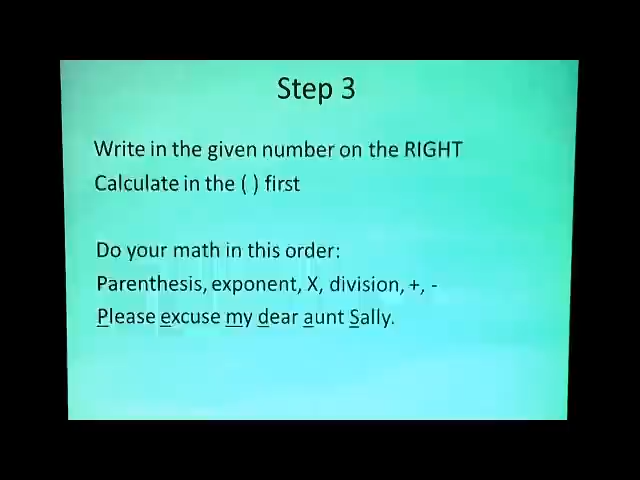 Step 3
Write in the given number on the RIGHT
Calculate in the ( ) first
Do your math in this order:
Parenthesis, exponent, X, division, +, -
Please excuse my dear aunt Sally.